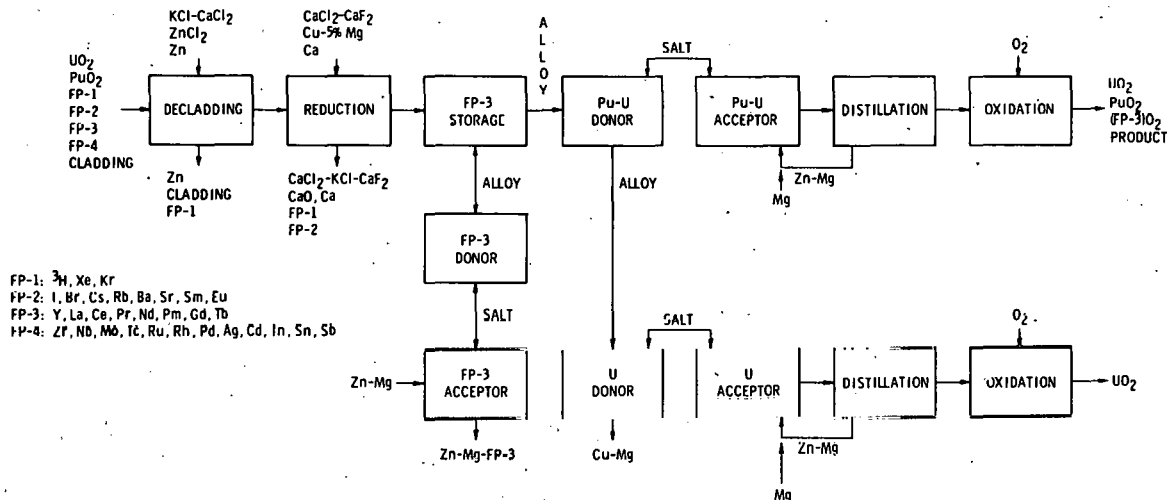 KCl-CaCl2
ZnCl2
Zn
CaCl2-CaF2
Cu-5% Mg
Ca
ALLOY
SALT
O2
UO2
PuO2
FP-1
FP-2
FP-3
FP-4
CLADDING
DECLADDING
REDUCTION
FP-3
STORAGE
Pu-U
DONOR
Pu-U
ACCEPTOR
DISTILLATION
OXIDATION
UO2
PuO2
(FP-3)O2
PRODUCT
Zn
CLADDING
FP-1
CaCl2-KCl-CaF2
CaO, Ca
FP-1
FP-2
ALLOY
ALLOY
Zn-Mg
Mg
FP-3
DONOR
FP-1: 3H, Xe, Kr
FP-2: I, Br, Cs, Rb, Ba, Sr, Sm, Eu
FP-3: Y, La, Ce, Pr, Nd, Pm, Gd, Tb
FP-4: Zr, Nb, Mo, Tc, Ru, Rh, Pd, Ag, Cd, In, Sn, Sb
SALT
SALT
O2
Zn-Mg
FP-3
ACCEPTOR
U
DONOR
U
ACCEPTOR
DISTILLATION
OXIDATION
UO2
Zn-Mg-FP-3
Cu-Mg
Zn-Mg
Mg